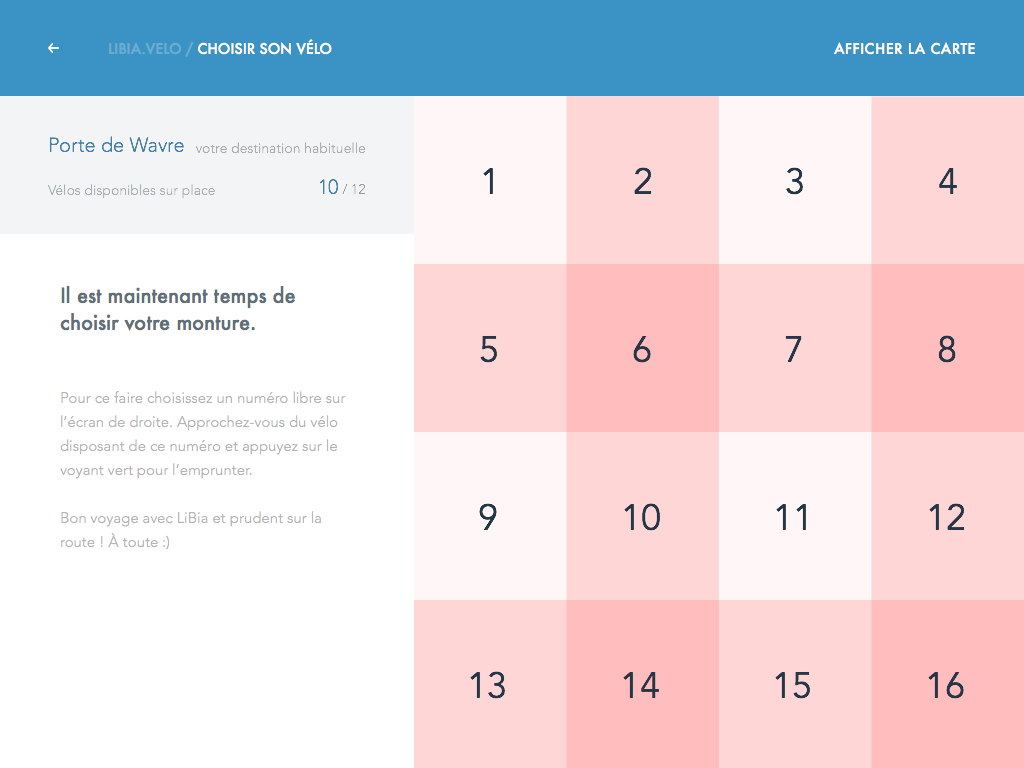 ← LIBIA.VELO / CHOISIR SON VÉLO
AFFICHER LA CARTE
Porte de Wavre votre destination habituelle
Vélos disponibles sur place 10 / 12
Il est maintenant temps de
choisir votre monture.
Pour ce faire choisissez un numéro libre sur
l'écran de droite. Approchez-vous du vélo
disposant de ce numéro et appuyez sur le
voyant vert pour l'emprunter.
Bon voyage avec LiBia et prudent sur la
route ! À toute :)
1 2 3 4
5 6 7 8
9 10 11 12
13 14 15 16